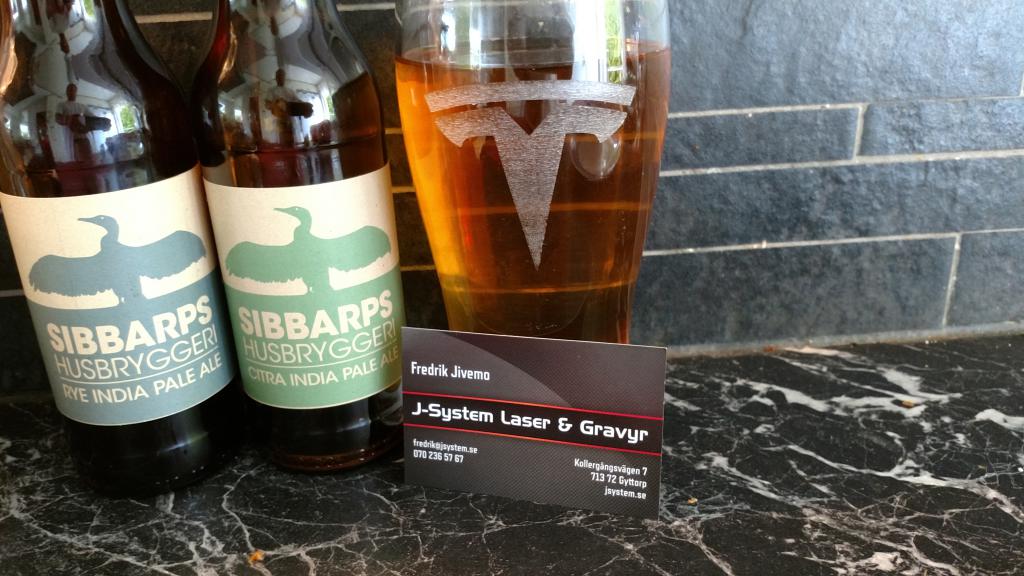 SIBBARPS
HUSBRYGGERI
RYE INDIA PALE ALE
SIBBARPS
HUSBRYGGERI
CITRA INDIA PALE ALE
Fredrik Jivemo
J-System Laser & Gravyr
fredrik@jsystem.se
070 236 57 67
Kollergångsvägen 7
713 72 Gyttorp
jsystem.se